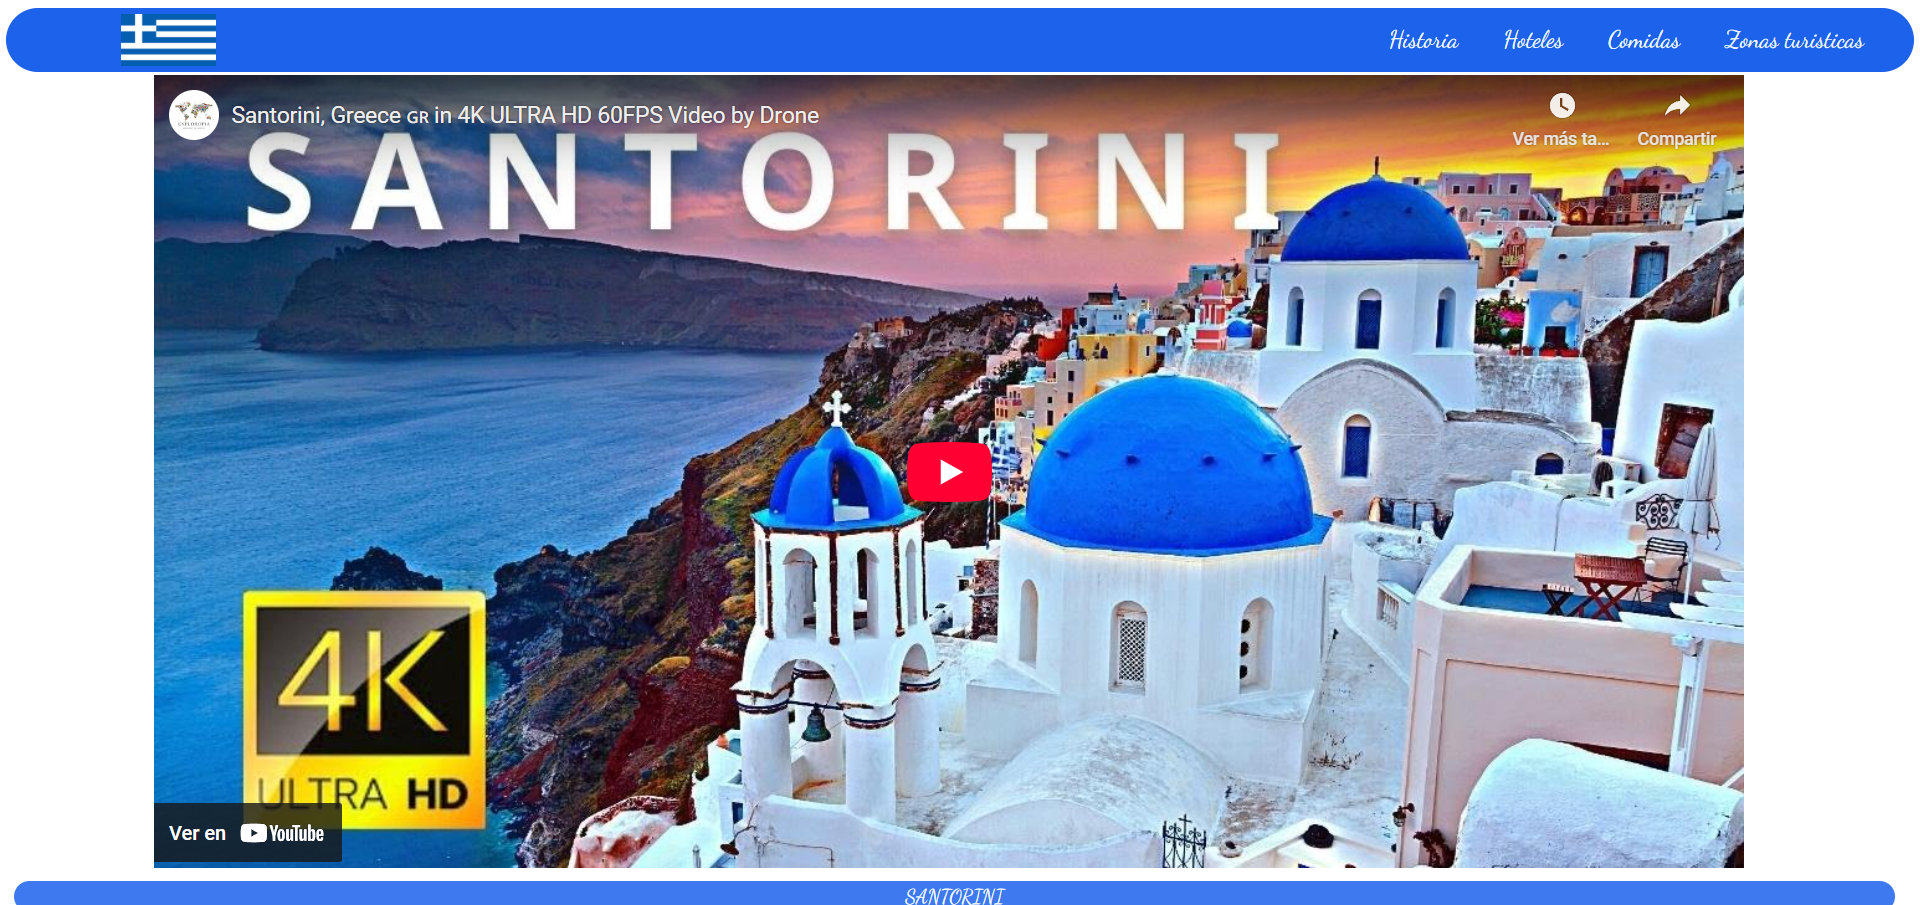 Historia
Hoteles
Comidas
Zonas turisticas
Santorini, Greece GR in 4K ULTRA HD 60FPS Video by Drone
Ver más ta...
Compartir
SANTORINI
4K
ULTRA HD
Ver en YouTube
SANTORINI